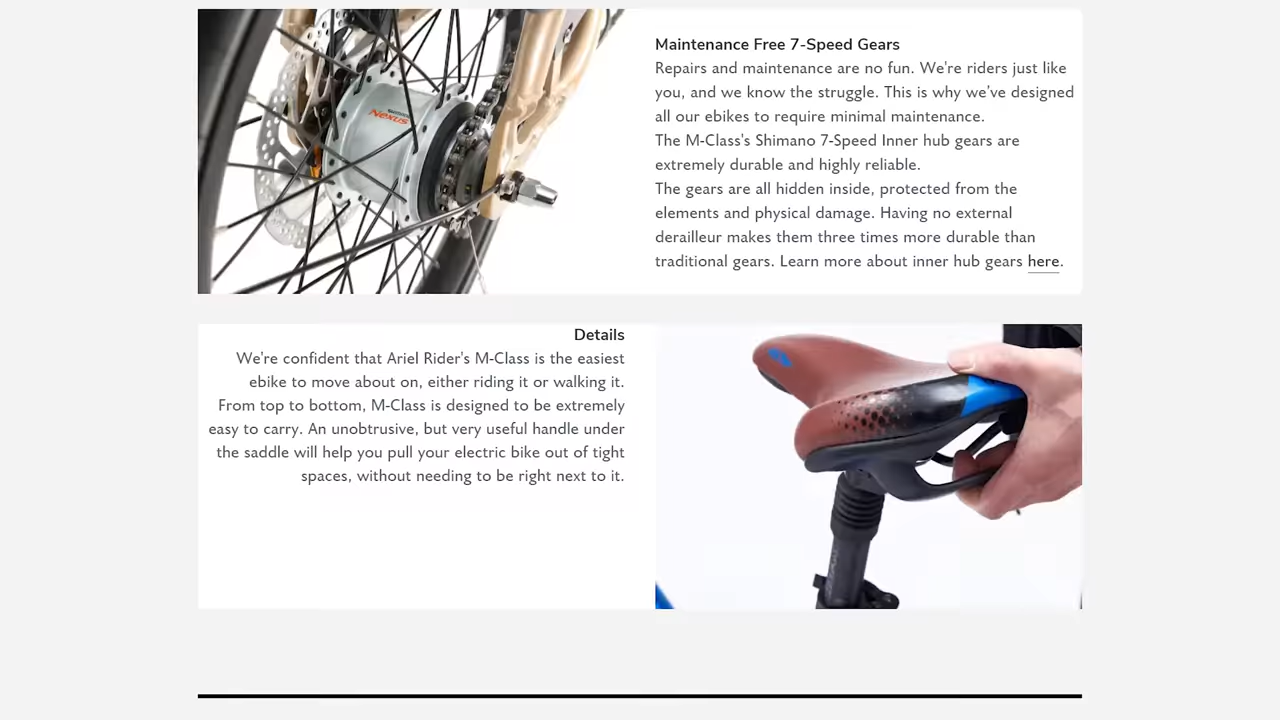 SHIMANO
Nexus
Maintenance Free 7-Speed Gears
Repairs and maintenance are no fun. We're riders just like
you, and we know the struggle. This is why we've designed
all our ebikes to require minimal maintenance.
The M-Class's Shimano 7-Speed Inner hub gears are
extremely durable and highly reliable.
The gears are all hidden inside, protected from the
elements and physical damage. Having no external
derailleur makes them three times more durable than
traditional gears. Learn more about inner hub gears here.
Details
We're confident that Ariel Rider's M-Class is the easiest
ebike to move about on, either riding it or walking it.
From top to bottom, M-Class is designed to be extremely
easy to carry. An unobtrusive, but very useful handle under
the saddle will help you pull your electric bike out of tight
spaces, without needing to be right next to it.